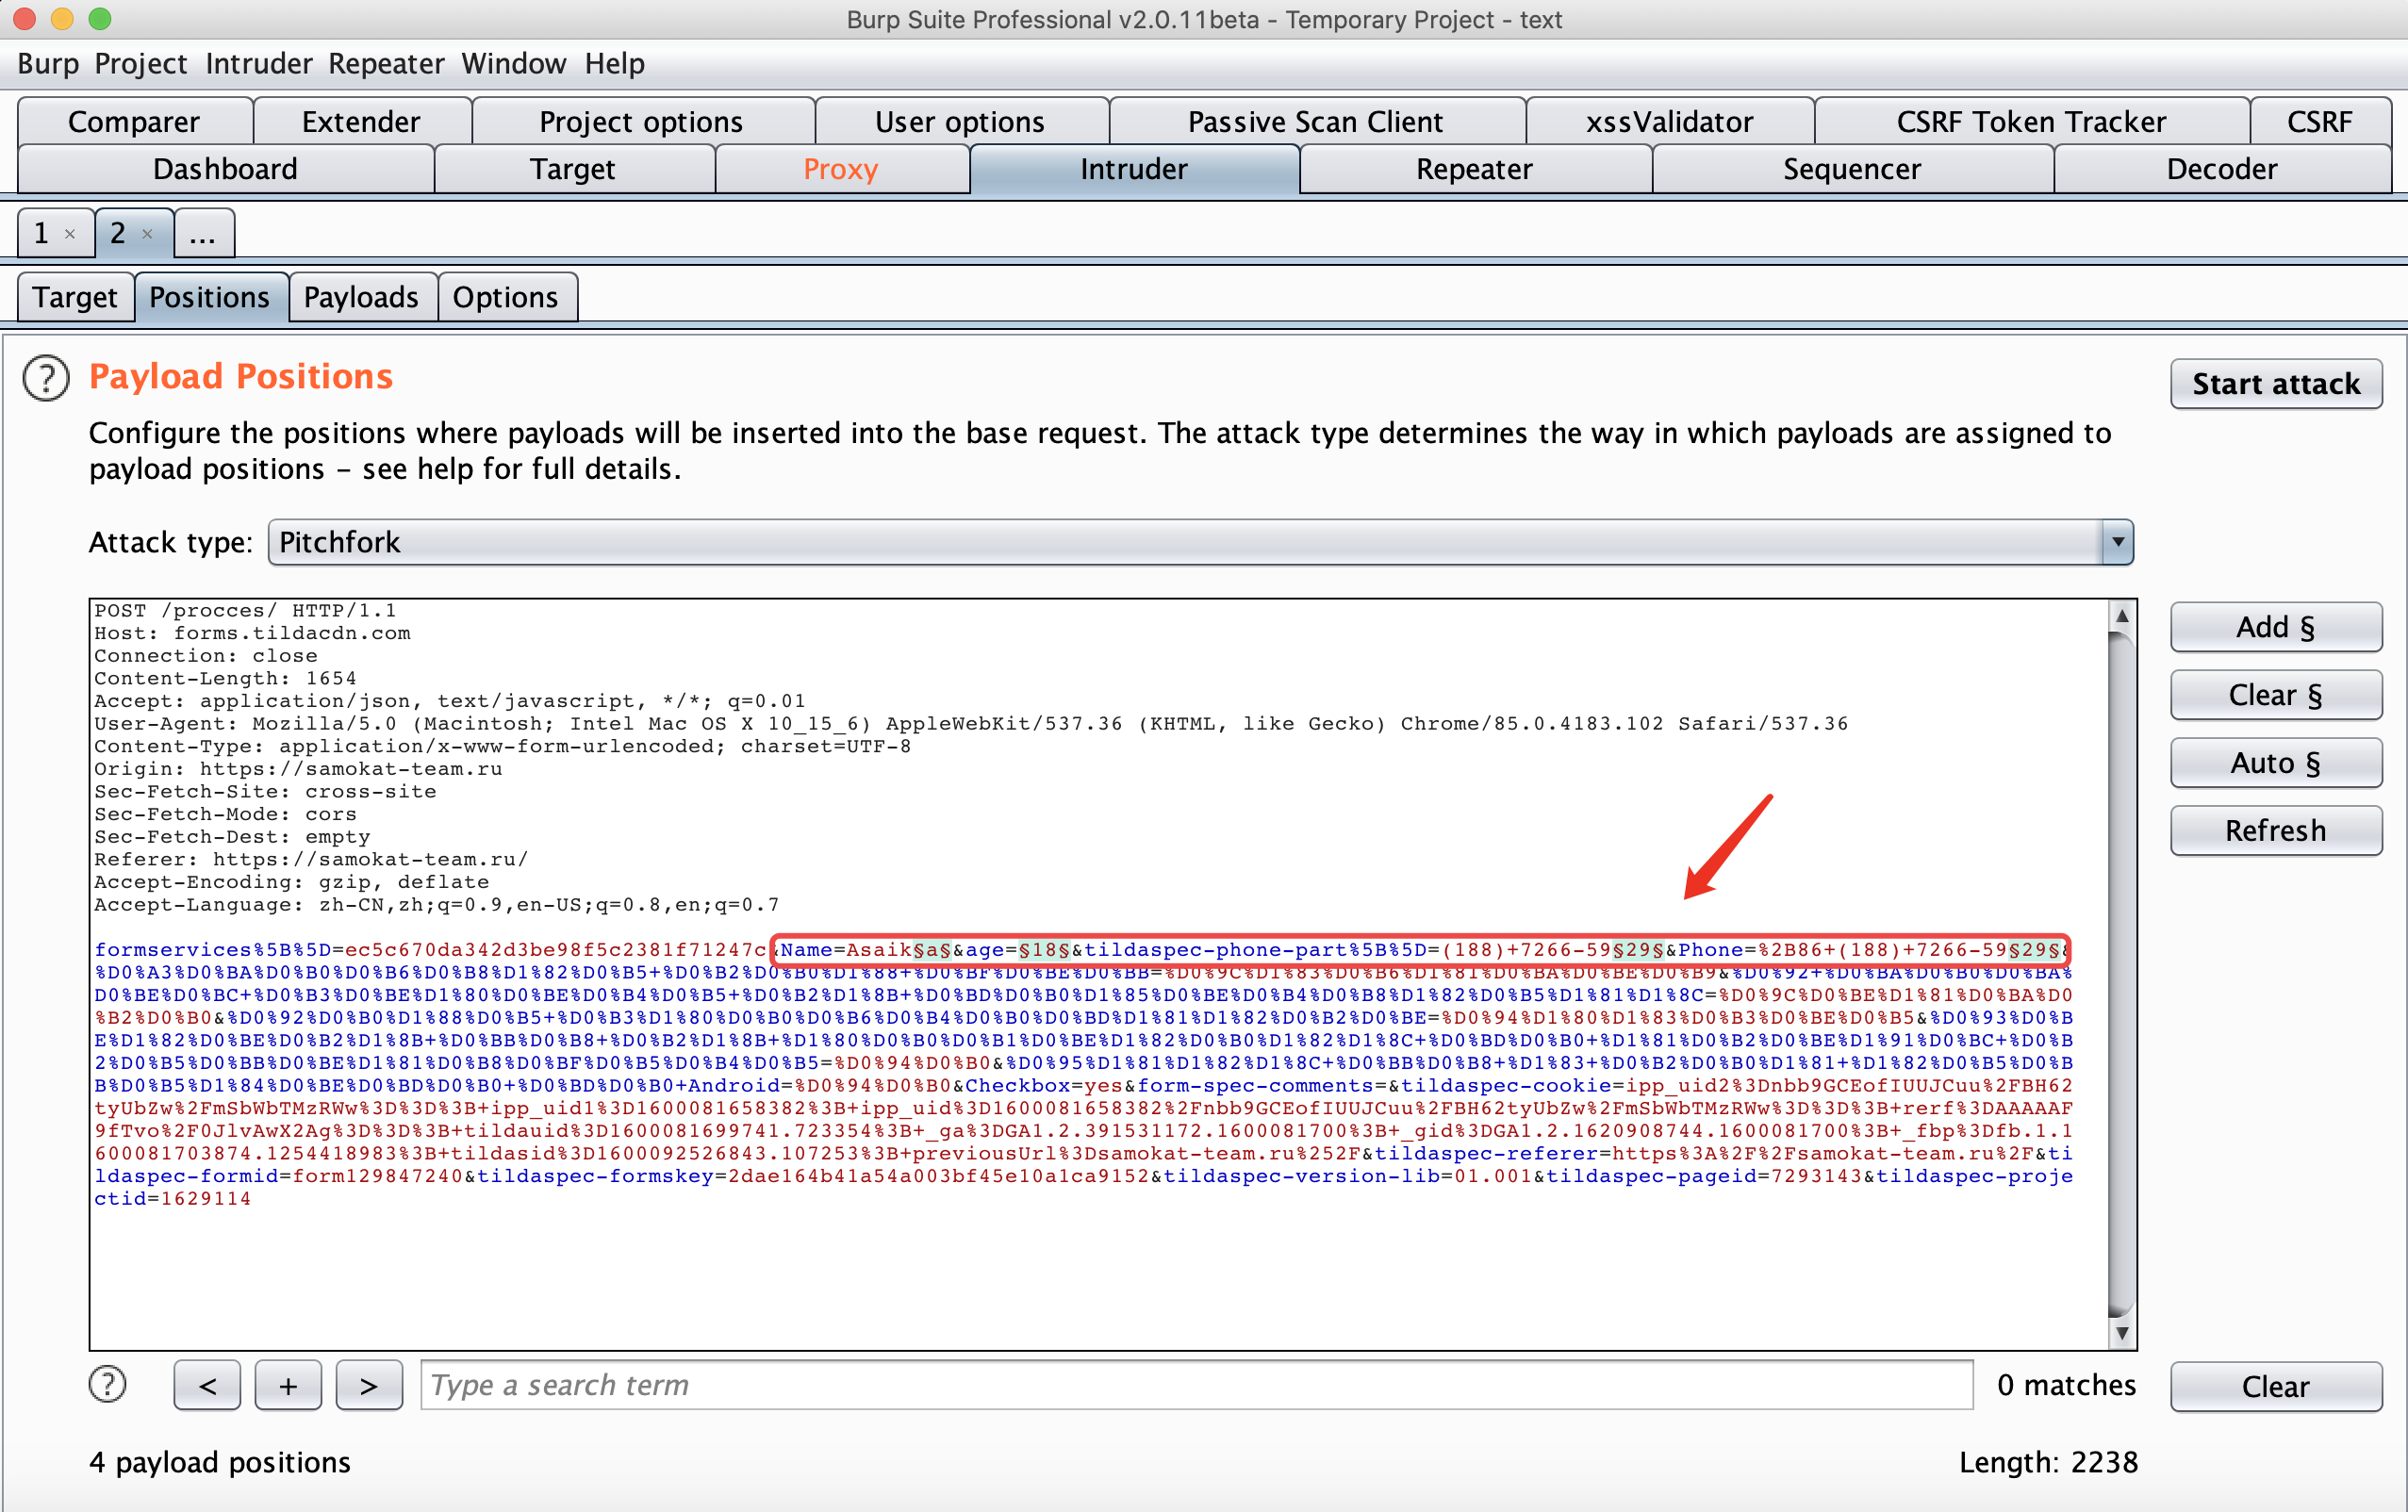 Burp Suite Professional v2.0.11beta - Temporary Project - text
Burp Project Intruder Repeater Window Help
Comparer Extender Project options User options Passive Scan Client xssValidator CSRF Token Tracker CSRF
Dashboard Target Proxy Intruder Repeater Sequencer Decoder
1 × 2 × ...
Target Positions Payloads Options
? Payload Positions
Start attack
Configure the positions where payloads will be inserted into the base request. The attack type determines the way in which payloads are assigned to
payload positions – see help for full details.
Attack type: Pitchfork
POST /procces/ HTTP/1.1
Host: forms.tildacdn.com
Connection: close
Content-Length: 1654
Accept: application/json, text/javascript, */*; q=0.01
User-Agent: Mozilla/5.0 (Macintosh; Intel Mac OS X 10_15_6) AppleWebKit/537.36 (KHTML, like Gecko) Chrome/85.0.4183.102 Safari/537.36
Content-Type: application/x-www-form-urlencoded; charset=UTF-8
Origin: https://samokat-team.ru
Sec-Fetch-Site: cross-site
Sec-Fetch-Mode: cors
Sec-Fetch-Dest: empty
Referer: https://samokat-team.ru/
Accept-Encoding: gzip, deflate
Accept-Language: zh-CN,zh;q=0.9,en-US;q=0.8,en;q=0.7
formservices%5B%5D=ec5c670da342d3be98f5c2381f71247c&Name=Asaik§a§&age=§18§&tildaspec-phone-part%5B%5D=(188)+7266-59§29§&Phone=%2B86+(188)+7266-59§29§&
%D0%A3%D0%BA%D0%B0%D0%B6%D0%B8%D1%82%D0%B5+%D0%B2%D0%B0%D1%88+%D0%BF%D0%BE%D0%BB=%D0%9C%D1%83%D0%B6%D1%81%D0%BA%D0%BE%D0%B9&%D0%92+%D0%BA%D0%B0%D0%BA%
D0%BE%D0%BC+%D0%B3%D0%BE%D1%80%D0%BE%D0%B4%D0%B5+%D0%B2%D1%8B+%D0%BD%D0%B0%D1%85%D0%BE%D0%B4%D0%B8%D1%82%D0%B5%D1%81%D1%8C=%D0%9C%D0%BE%D1%81%D0%BA%D0
%B2%D0%B0&%D0%92%D0%B0%D1%88%D0%B5+%D0%B3%D1%80%D0%B0%D0%B6%D0%B4%D0%B0%D0%BD%D1%81%D1%82%D0%B2%D0%BE=%D0%94%D1%80%D1%83%D0%B3%D0%BE%D0%B5&%D0%93%D0%B
E%D1%82%D0%BE%D0%B2%D1%8B+%D0%BB%D0%B8+%D0%B2%D1%8B+%D1%80%D0%B0%D0%B1%D0%BE%D1%82%D0%B0%D1%82%D1%8C+%D0%BD%D0%B0+%D1%81%D0%B2%D0%BE%D1%91%D0%BC+%D0%B
2%D0%B5%D0%BB%D0%BE%D1%81%D0%B8%D0%BF%D0%B5%D0%B4%D0%B5=%D0%94%D0%B0&%D0%95%D1%81%D1%82%D1%8C+%D0%BB%D0%B8+%D1%83+%D0%B2%D0%B0%D1%81+%D1%82%D0%B5%D0%B
B%D0%B5%D1%84%D0%BE%D0%BD%D0%B0+%D0%BD%D0%B0+Android=%D0%94%D0%B0&Checkbox=yes&form-spec-comments=&tildaspec-cookie=ipp_uid2%3Dnbb9GCEofIUUJCuu%2FBH62
tyUbZw%2FmSbWbTMzRWw%3D%3D%3B+ipp_uid1%3D1600081658382%3B+ipp_uid%3D1600081658382%2Fnbb9GCEofIUUJCuu%2FBH62tyUbZw%2FmSbWbTMzRWw%3D%3D%3B+rerf%3DAAAAAF
9fTvo%2F0JlvAwX2Ag%3D%3D%3B+tildauid%3D1600081699741.723354%3B+_ga%3DGA1.2.391531172.1600081700%3B+_gid%3DGA1.2.1620908744.1600081700%3B+_fbp%3Dfb.1.1
600081703874.1254418983%3B+tildasid%3D1600092526843.107253%3B+previousUrl%3Dsamokat-team.ru%252F&tildaspec-referer=https%3A%2F%2Fsamokat-team.ru%2F&ti
ldaspec-formid=form129847240&tildaspec-formskey=2dae164b41a54a003bf45e10a1ca9152&tildaspec-version-lib=01.001&tildaspec-pageid=7293143&tildaspec-proje
ctid=1629114
Add §
Clear §
Auto §
Refresh
? < + > Type a search term 0 matches Clear
4 payload positions Length: 2238